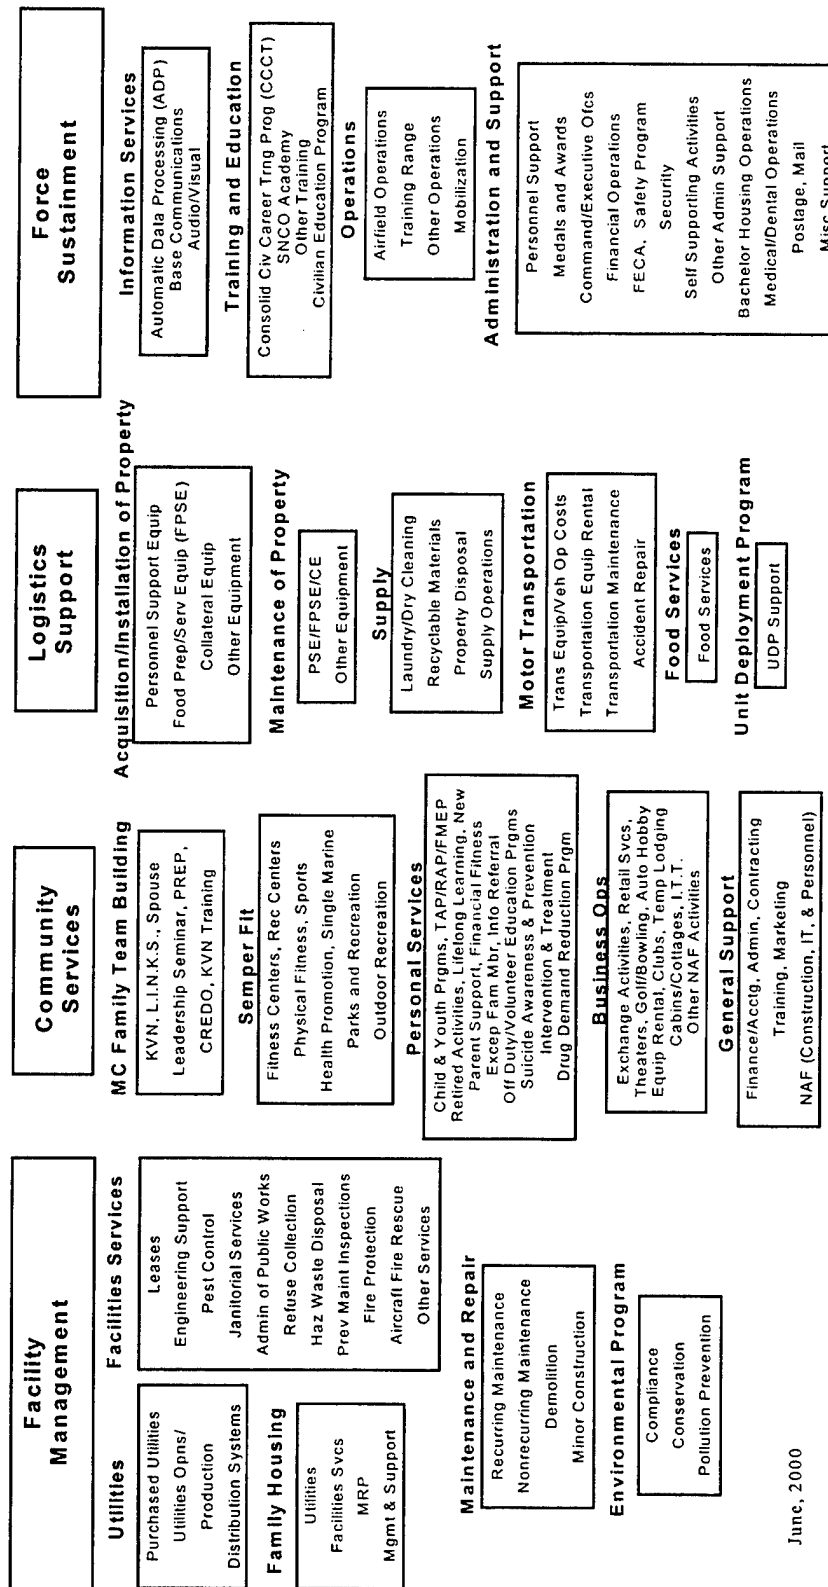 Facility
Management
Utilities
Purchased Utilities
Utilities Opns/
Production
Distribution Systems
Family Housing
Utilities
Facilities Svcs
MRP
Mgmt & Support
Facilities Services
Leases
Engineering Support
Pest Control
Janitorial Services
Admin of Public Works
Refuse Collection
Haz Waste Disposal
Prev Maint Inspections
Fire Protection
Aircraft Fire Rescue
Other Services
Maintenance and Repair
Recurring Maintenance
Nonrecurring Maintenance
Demolition
Minor Construction
Environmental Program
Compliance
Conservation
Pollution Prevention
June, 2000
Community
Services
MC Family Team Building
KVN, L.I.N.K.S., Spouse
Leadership Seminar, PREP,
CREDO, KVN Training
Semper Fit
Fitness Centers, Rec Centers
Physical Fitness, Sports
Health Promotion, Single Marine
Parks and Recreation
Outdoor Recreation
Personal Services
Child & Youth Prgms, TAP/RAP/FMEP
Retired Activities, Lifelong Learning, New
Parent Support, Financial Fitness
Excep Fam Mbr, Into Referral
Off Duty/Volunteer Education Prgms
Suicide Awareness & Prevention
Intervention & Treatment
Drug Demand Reduction Prgm
Business Ops
Exchange Activities, Retail Svcs,
Theaters, Golf/Bowling, Auto Hobby
Equip Rental, Clubs, Temp Lodging
Cabins/Cottages, I.T.T.
Other NAF Activities
General Support
Finance/Acctg, Admin, Contracting
Training, Marketing
NAF (Construction, IT, & Personnel)
Logistics
Support
Acquisition/Installation of Property
Personnel Support Equip
Food Prep/Serv Equip (FPSE)
Collateral Equip
Other Equipment
Maintenance of Property
PSE/FPSE/CE
Other Equipment
Supply
Laundry/Dry Cleaning
Recyclable Materials
Property Disposal
Supply Operations
Motor Transportation
Trans Equip/Veh Op Costs
Transportation Equip Rental
Transportation Maintenance
Accident Repair
Food Services
Food Services
Unit Deployment Program
UDP Support
Force
Sustainment
Information Services
Automatic Data Processing (ADP)
Base Communications
Audio/Visual
Training and Education
Consolid Civ Career Trng Prog (CCCT)
SNCO Academy
Other Training
Civilian Education Program
Operations
Airfield Operations
Training Range
Other Operations
Mobilization
Administration and Support
Personnel Support
Medals and Awards
Command/Executive Ofcs
Financial Operations
FECA, Safety Program
Security
Self Supporting Activities
Other Admin Support
Bachelor Housing Operations
Medical/Dental Operations
Postage, Mail
Misc Support